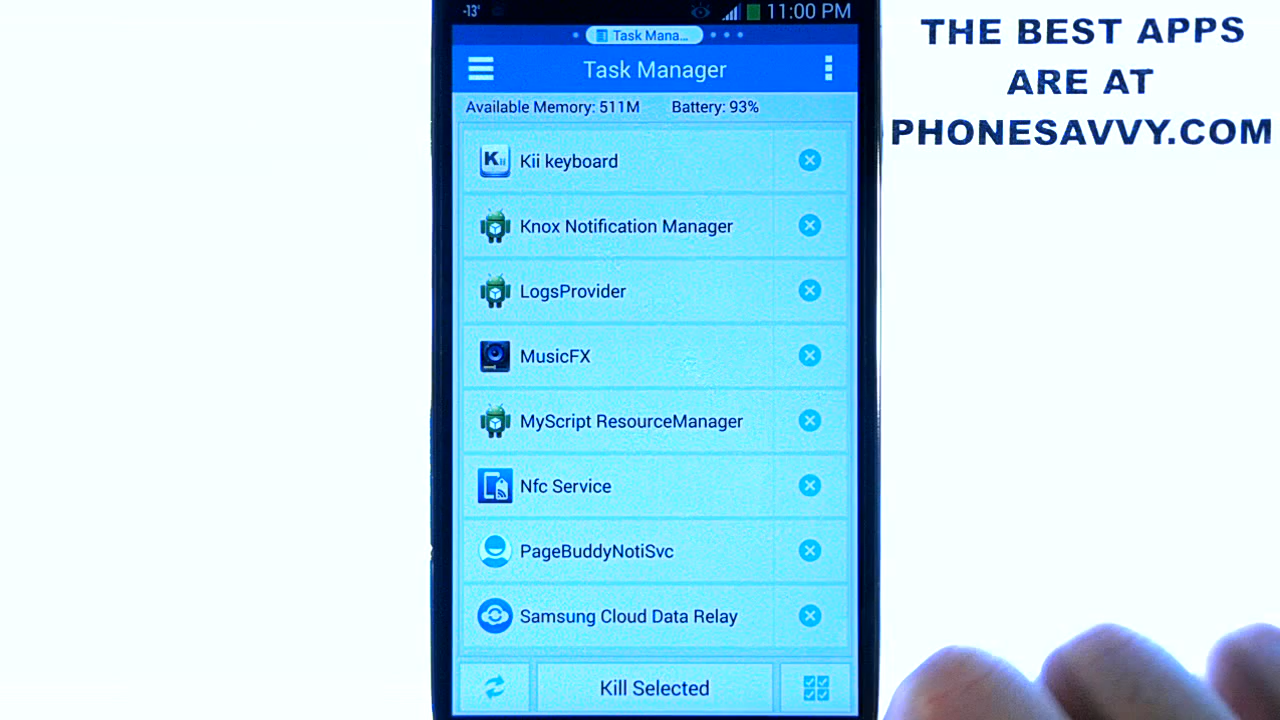 -13°
11:00 PM
Task Mana...
Task Manager
Available Memory: 511M
Battery: 93%
Kii keyboard
Knox Notification Manager
LogsProvider
MusicFX
MyScript ResourceManager
Nfc Service
PageBuddyNotiSvc
Samsung Cloud Data Relay
Kill Selected
THE BEST APPS
ARE AT
PHONESAVVY.COM